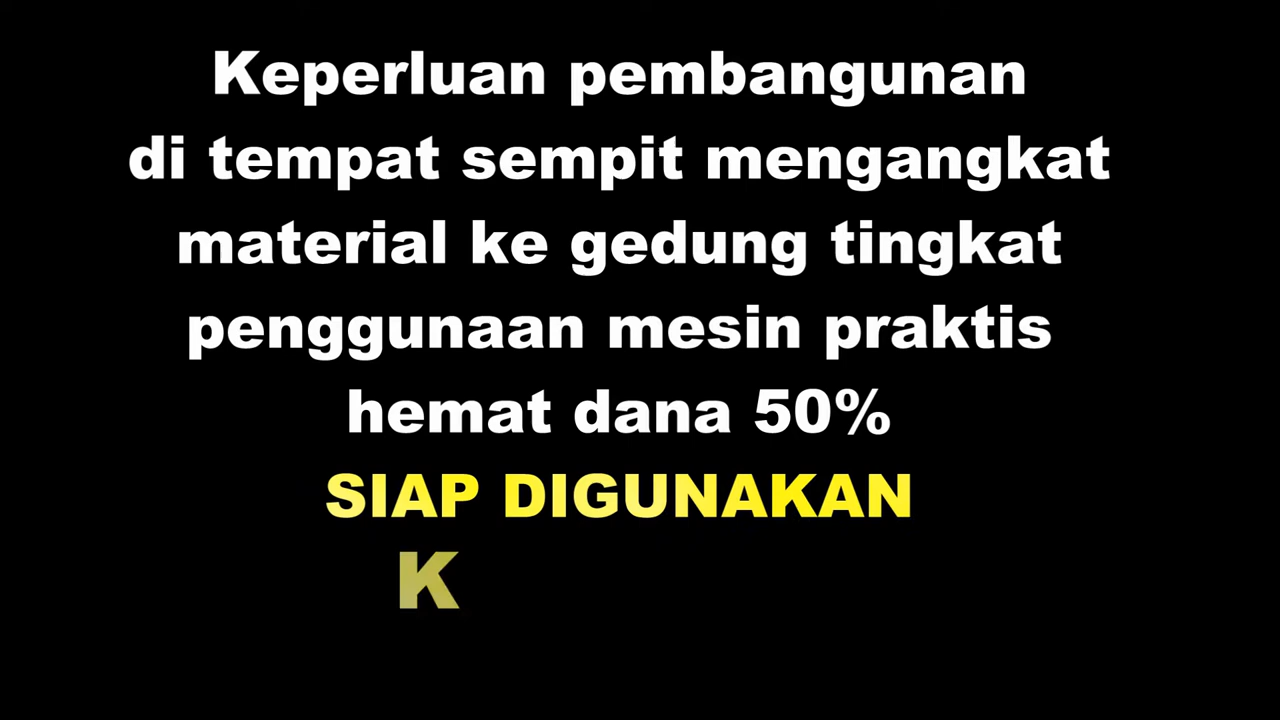 Keperluan pembangunan
di tempat sempit mengangkat
material ke gedung tingkat
penggunaan mesin praktis
hemat dana 50%
SIAP DIGUNAKAN
K